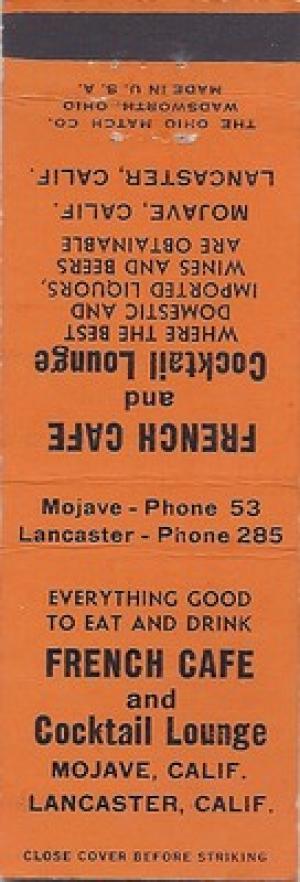 FRENCH CAFE
and
Cocktail Lounge
WHERE THE BEST
DOMESTIC AND
IMPORTED LIQUORS,
WINES AND BEERS
ARE OBTAINABLE
MOJAVE, CALIF.
LANCASTER, CALIF.
THE OHIO MATCH CO.
WADSWORTH, OHIO
MADE IN U. S. A.
Mojave - Phone 53
Lancaster - Phone 285
EVERYTHING GOOD
TO EAT AND DRINK
FRENCH CAFE
and
Cocktail Lounge
MOJAVE, CALIF.
LANCASTER, CALIF.
CLOSE COVER BEFORE STRIKING